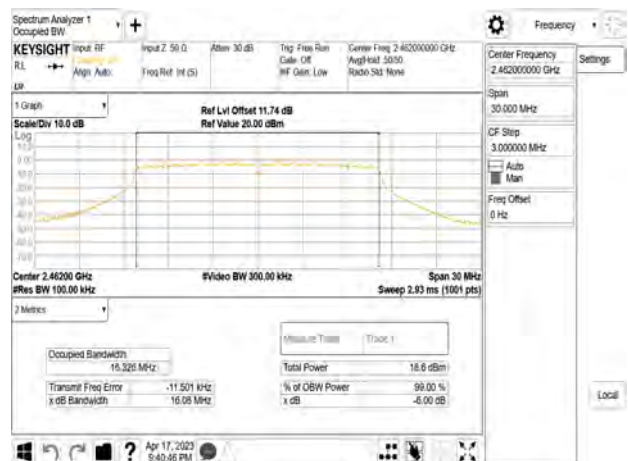 Spectrum Analyzer 1
Occupied BW
+
Frequency
KEYSIGHT
R L
Input: RF
Align: Auto
Input Z: 50 Ω
Freq Ref: Int (S)
Atten: 30 dB
Trig: Free Run
Gate: Off
#IF Gain: Low
Center Freq: 2.462000000 GHz
Avg|Hold: 50/50
Radio Std: None
1 Graph
Scale/Div 10.0 dB
Ref Lvl Offset 11.74 dB
Ref Value 20.00 dBm
Log
Center 2.46200 GHz
#Res BW 100.00 kHz
#Video BW 300.00 kHz
Span 30 MHz
Sweep 2.93 ms (1001 pts)
2 Metrics
Measure Trace
Trace 1
Occupied Bandwidth
16.326 MHz
Total Power
18.6 dBm
Transmit Freq Error
-11.501 kHz
% of OBW Power
99.00 %
x dB Bandwidth
16.08 MHz
x dB
-6.00 dB
Center Frequency
2.462000000 GHz
Settings
Span
30.000 MHz
CF Step
3.000000 MHz
Auto
Man
Freq Offset
0 Hz
Local
?
Apr 17, 2023
9:40:46 PM